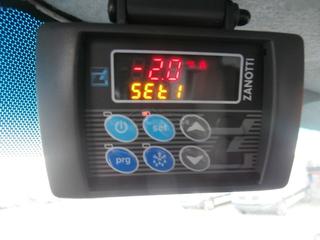 -2.0
SEt1
ZANOTTI
set
prg